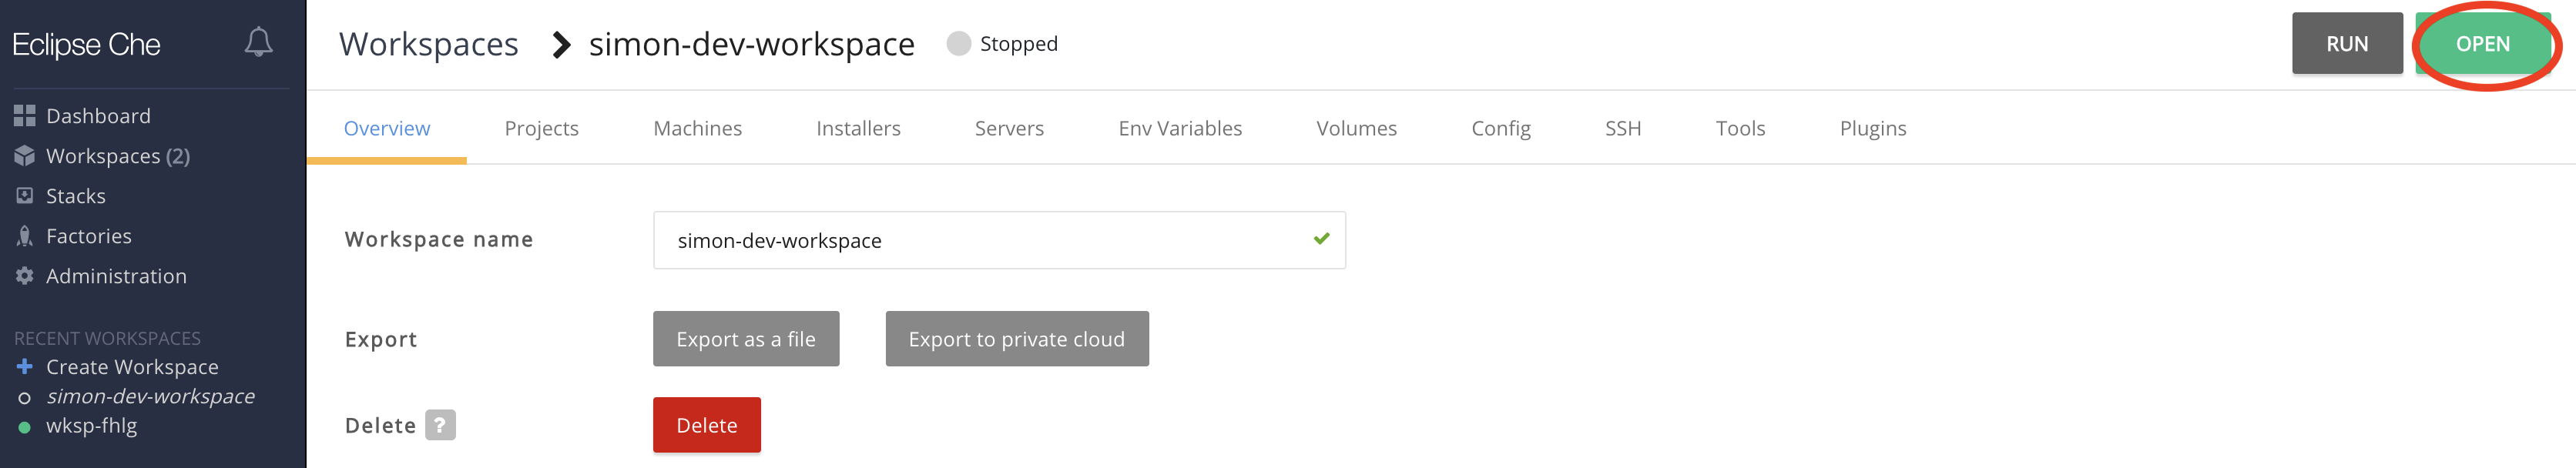 Eclipse Che
Dashboard
Workspaces (2)
Stacks
Factories
Administration
RECENT WORKSPACES
Create Workspace
simon-dev-workspace
wksp-fhlg
Workspaces simon-dev-workspace Stopped
RUN OPEN
Overview Projects Machines Installers Servers Env Variables Volumes Config SSH Tools Plugins
Workspace name simon-dev-workspace
Export Export as a file Export to private cloud
Delete ? Delete